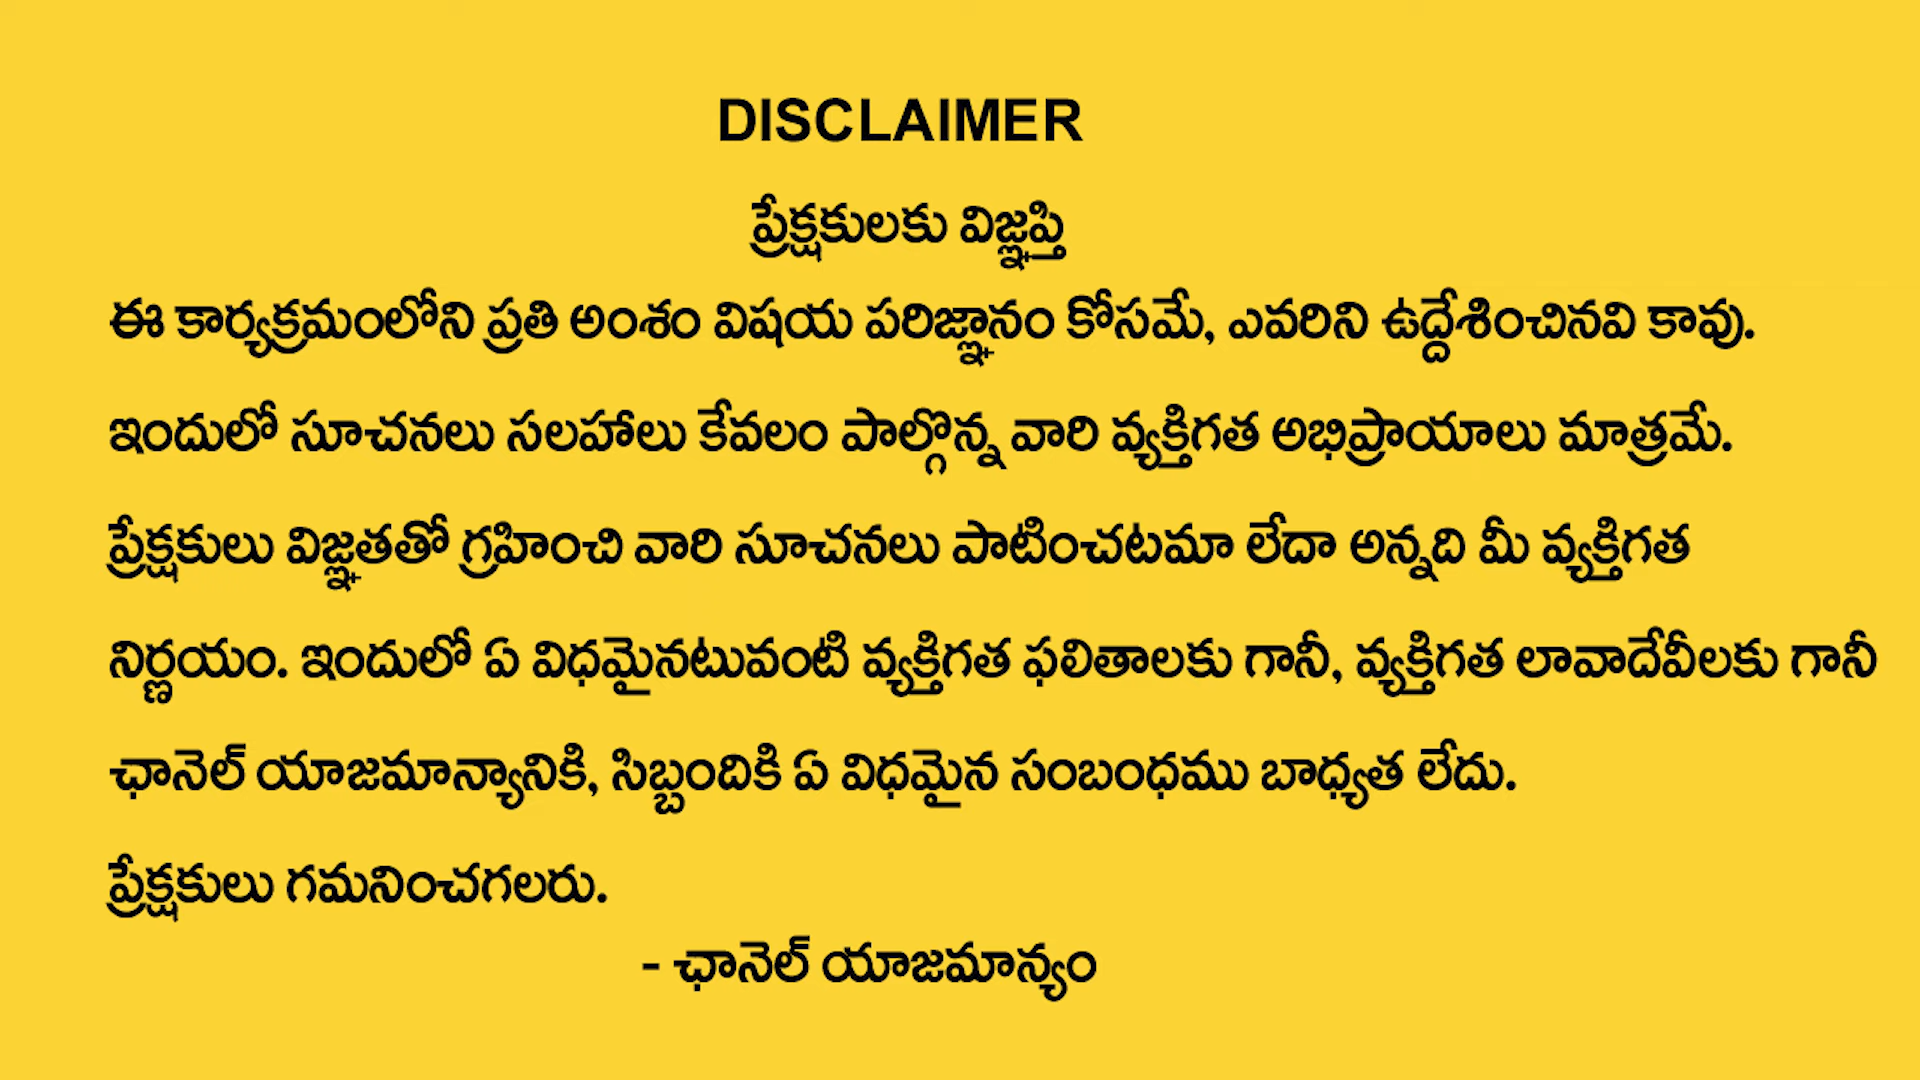 DISCLAIMER
ప్రేక్షకులకు విజ్ఞప్తి
ఈ కార్యక్రమంలోని ప్రతి అంశం విషయ పరిజ్ఞానం కోసమే, ఎవరిని ఉద్దేశించినవి కావు.
ఇందులో సూచనలు సలహాలు కేవలం పాల్గొన్న వారి వ్యక్తిగత అభిప్రాయాలు మాత్రమే.
ప్రేక్షకులు విజ్ఞతతో గ్రహించి వారి సూచనలు పాటించటమా లేదా అన్నది మీ వ్యక్తిగత
నిర్ణయం. ఇందులో ఏ విధమైనటువంటి వ్యక్తిగత ఫలితాలకు గానీ, వ్యక్తిగత లావాదేవీలకు గానీ
ఛానెల్ యాజమాన్యానికి, సిబ్బందికి ఏ విధమైన సంబంధము బాధ్యత లేదు.
ప్రేక్షకులు గమనించగలరు.
- ఛానెల్ యాజమాన్యం